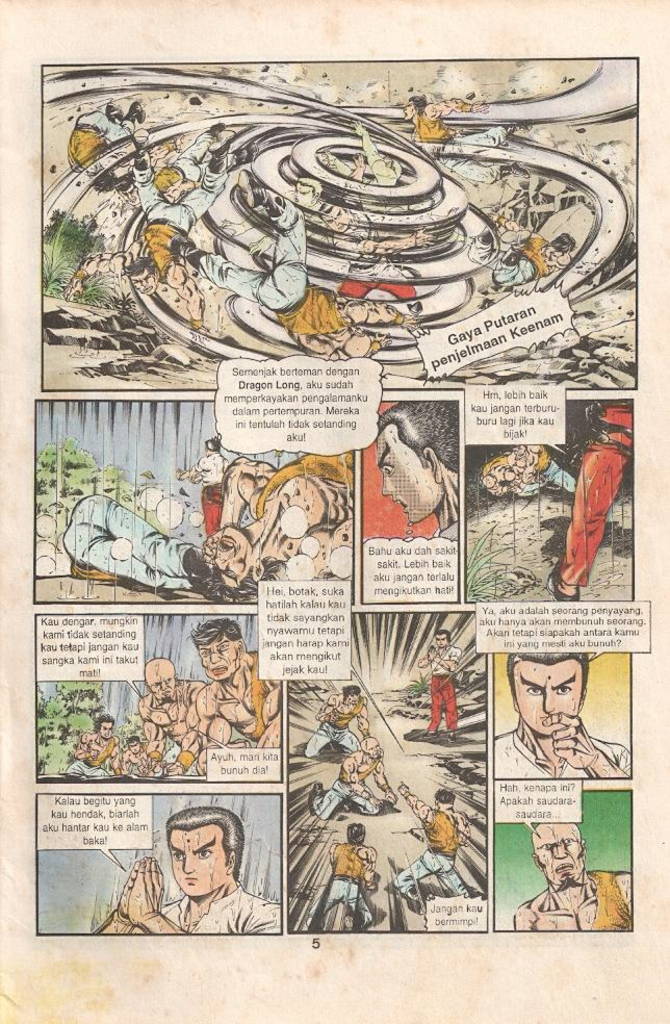 Gaya Putaran
penjelmaan Keenam
Semenjak berteman dengan
Dragon Long, aku sudah
memperkayakan pengalamanku
dalam pertempuran. Mereka
ini tentulah tidak setanding
aku!
Bahu aku dah sakit-
sakit. Lebih baik
aku jangan terlalu
mengikutkan hati!
Hm, lebih baik
kau jangan terburu-
buru lagi jika kau
bijak!
Kau dengar, mungkin
kami tidak setanding
kau tetapi jangan kau
sangka kami ini takut
mati!
Ayuh, mari kita
bunuh dia!
Hei, botak, suka
hatilah kalau kau
tidak sayangkan
nyawamu tetapi
jangan harap kami
akan mengikut
jejak kau!
Ya, aku adalah seorang penyayang,
aku hanya akan membunuh seorang.
Akan tetapi siapakah antara kamu
ini yang mesti aku bunuh?
Kalau begitu yang
kau hendak, biarlah
aku hantar kau ke alam
baka!
Jangan kau
bermimpi!
Hah, kenapa ini?
Apakah saudara-
saudara...
5